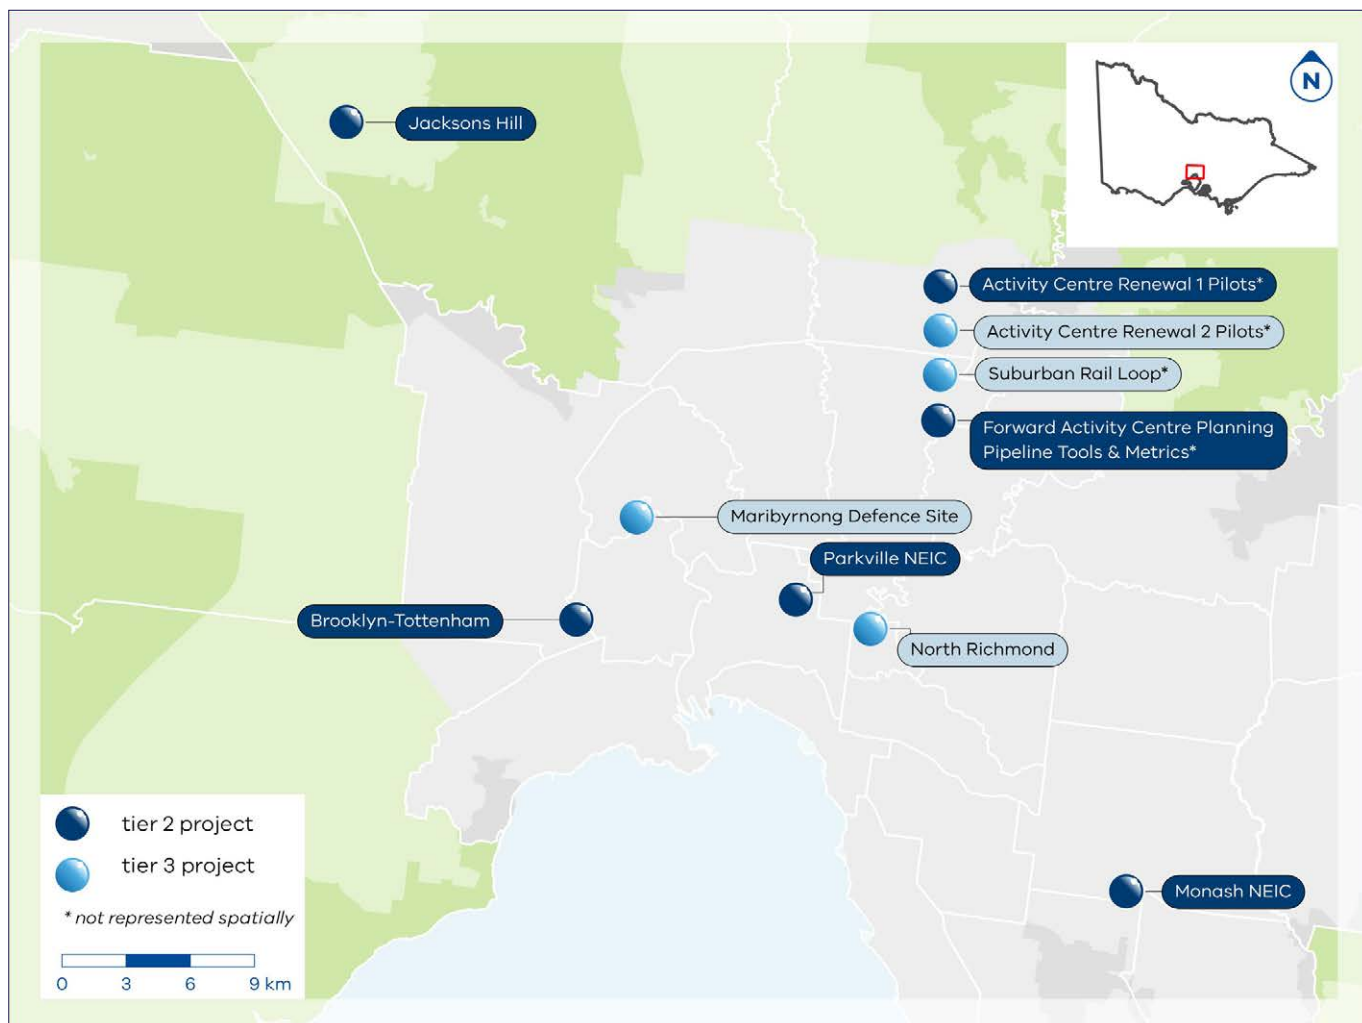 Jacksons Hill
N
Activity Centre Renewal 1 Pilots*
Activity Centre Renewal 2 Pilots*
Suburban Rail Loop*
Forward Activity Centre Planning
Pipeline Tools & Metrics*
Maribyrnong Defence Site
Parkville NEIC
Brooklyn-Tottenham
North Richmond
Monash NEIC
tier 2 project
tier 3 project
* not represented spatially
0 3 6 9 km